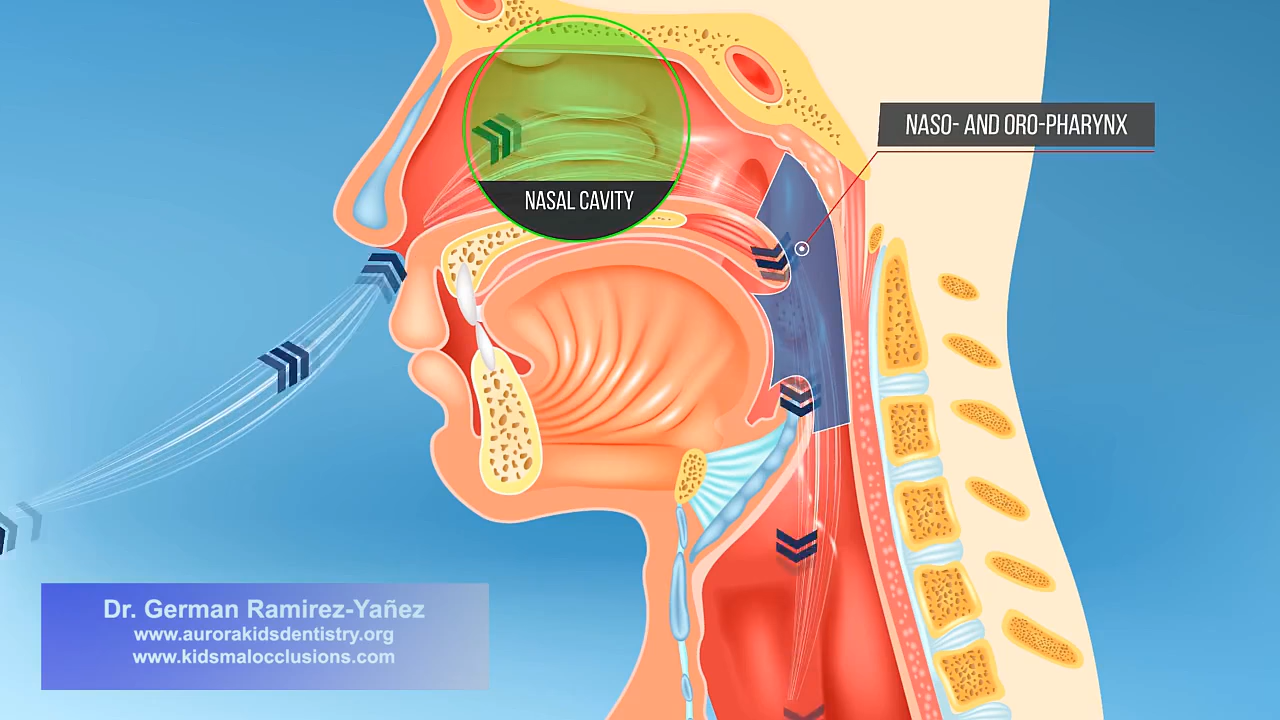 NASO- AND ORO-PHARYNX
NASAL CAVITY
Dr. German Ramirez-Yañez
www.aurorakidsdentistry.org
www.kidsmalocclusions.com